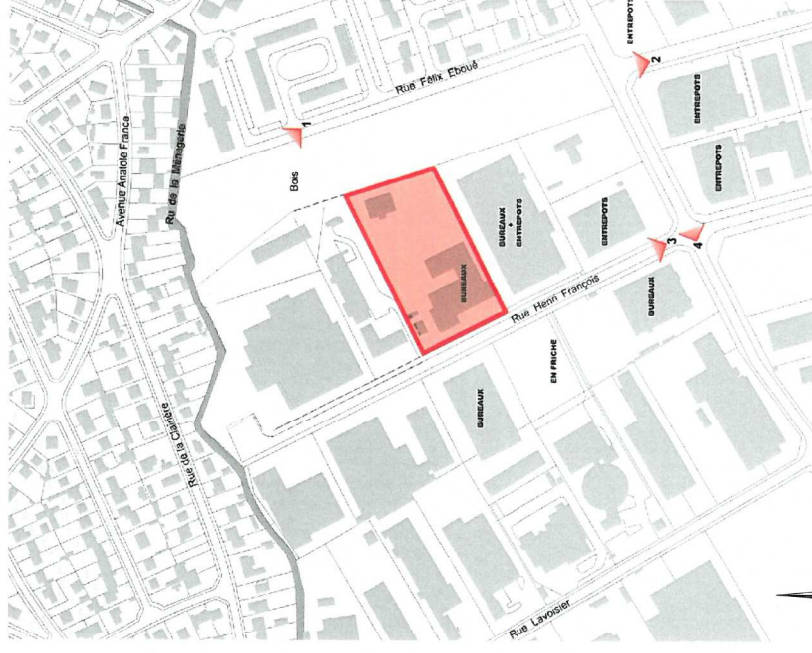 ENTREPOTS
2
Rue Félix Eboué
ENTREPOTS
Avenue Anatole France
1
Ru de la Ménagerie
Bois
ENTREPOTS
BUREAUX
+
ENTREPOTS
ENTREPOTS
3
4
BUREAUX
Rue Henri François
BUREAUX
EN FRICHE
BUREAUX
Rue de la Clairière
Rue Lavoisier